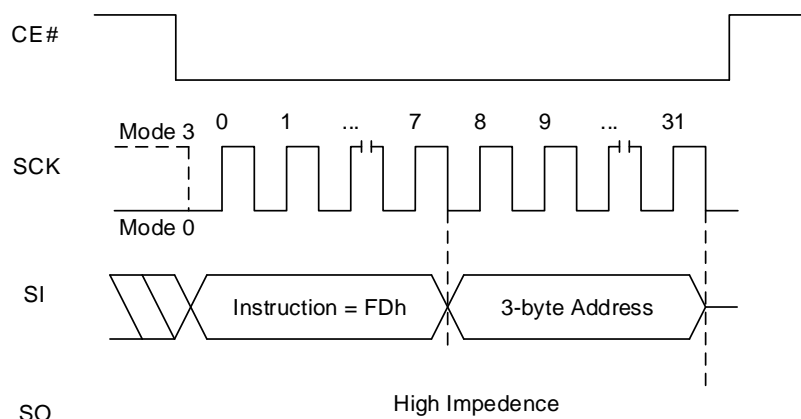 CE#
0 1 ... 7 8 9 ... 31
Mode 3
SCK
Mode 0
SI
Instruction = FDh
3-byte Address
High Impedence
SO